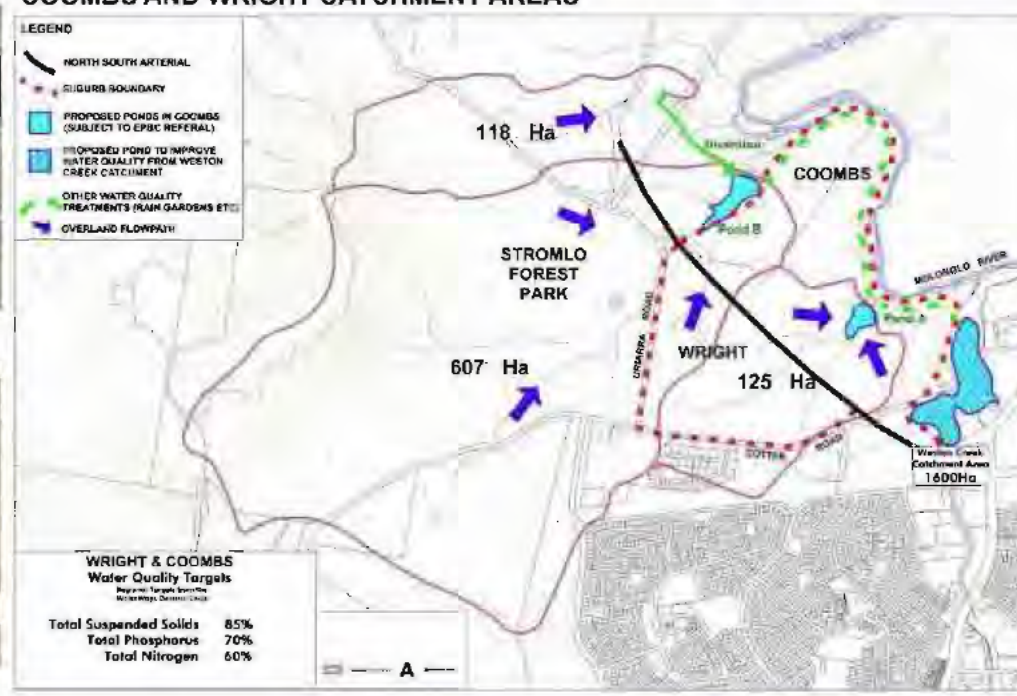 COOMBS AND WRIGHT CATCHMENT AREAS
LEGEND
NORTH SOUTH ARTERIAL
SUBURB BOUNDARY
PROPOSED PONDS IN COOMBS
(SUBJECT TO EPBC REFERAL)
PROPOSED POND TO IMPROVE
WATER QUALITY FROM WESTON
CREEK CATCHMENT
OTHER WATER QUALITY
TREATMENTS (RAIN GARDENS ETC)
OVERLAND FLOWPATH
118 Ha
COOMBS
Pond B
STROMLO
FOREST
PARK
MOLONGLO RIVER
URIARRA ROAD
WRIGHT
607 Ha
125 Ha
COTTER ROAD
Weston Creek
Catchment Area
1600Ha
WRIGHT & COOMBS
Water Quality Targets
Total Suspended Solids 85%
Total Phosphorus 70%
Total Nitrogen 60%
A